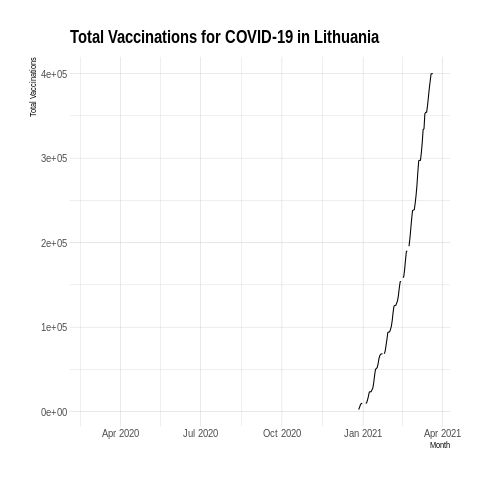 Total Vaccinations for COVID-19 in Lithuania
Total Vaccinations
4e+05
3e+05
2e+05
1e+05
0e+00
Apr 2020 Jul 2020 Oct 2020 Jan 2021 Apr 2021
Month